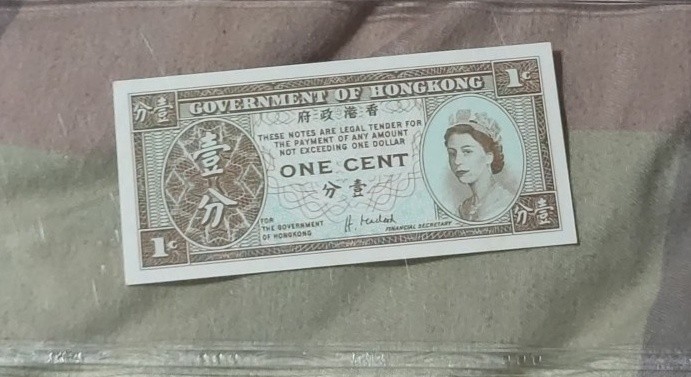 分壹 GOVERNMENT OF HONGKONG 1c
府政港香
THESE NOTES ARE LEGAL TENDER FOR
THE PAYMENT OF ANY AMOUNT
NOT EXCEEDING ONE DOLLAR
壹分
ONE CENT
分壹
FOR
THE GOVERNMENT
OF HONGKONG
FINANCIAL SECRETARY
分壹
1c